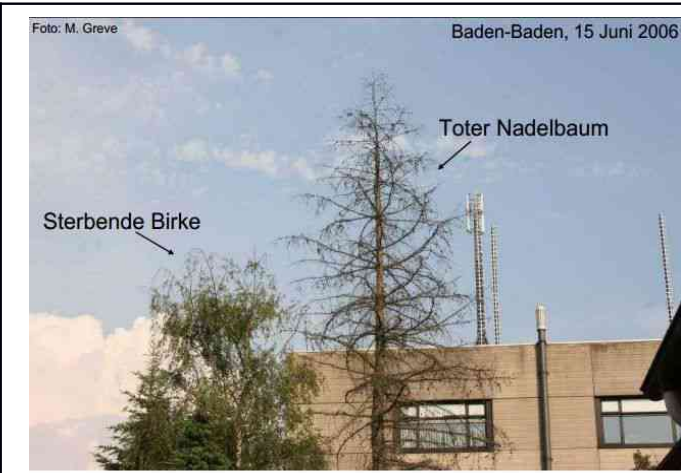 Foto: M. Greve
Baden-Baden, 15 Juni 2006
Toter Nadelbaum
Sterbende Birke